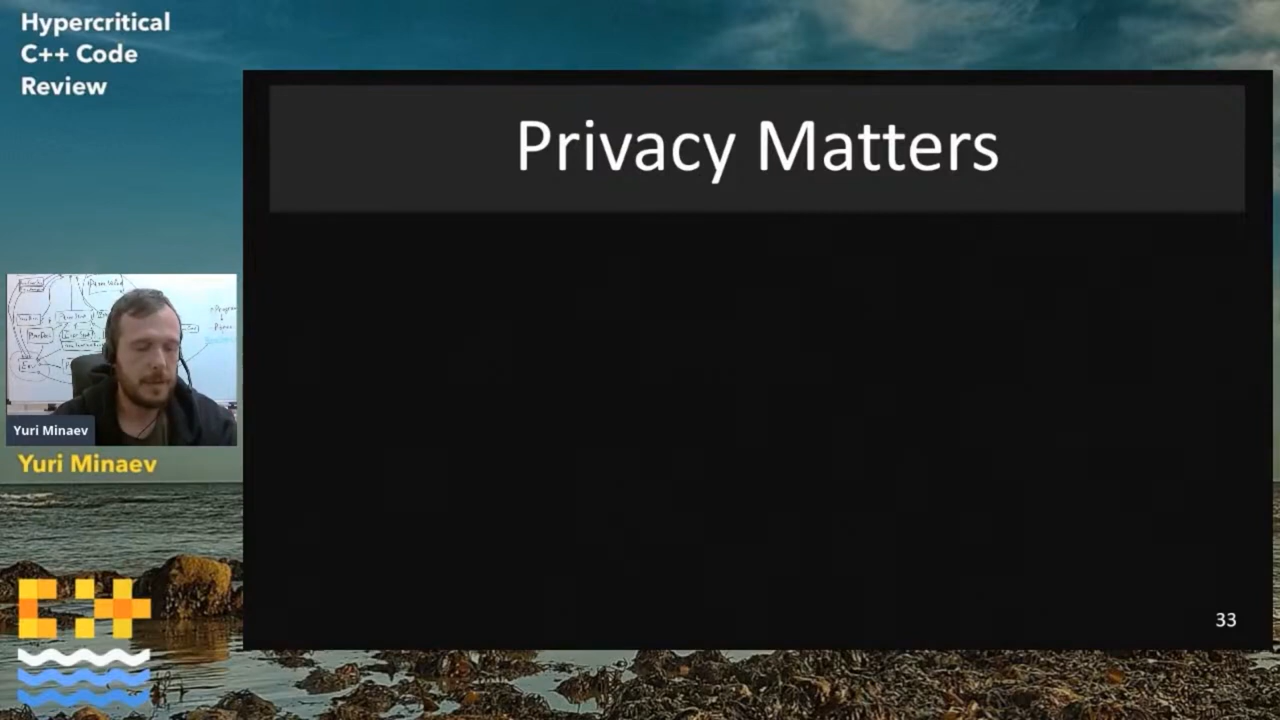 Hypercritical
C++ Code
Review
Privacy Matters
Yuri Minaev
Yuri Minaev
33